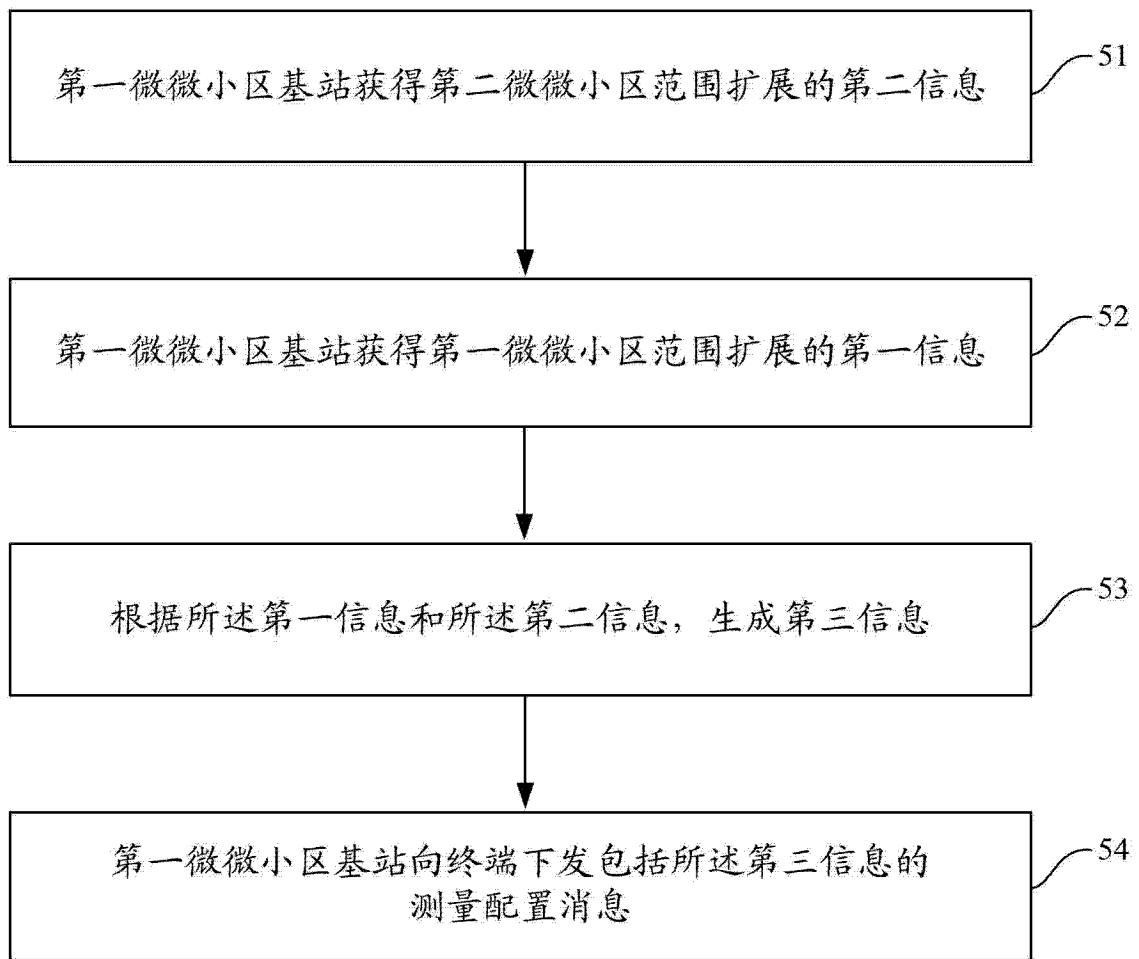 第一微微小区基站获得第二微微小区范围扩展的第二信息
51
第一微微小区基站获得第一微微小区范围扩展的第一信息
52
根据所述第一信息和所述第二信息，生成第三信息
53
第一微微小区基站向终端下发包括所述第三信息的
测量配置消息
54